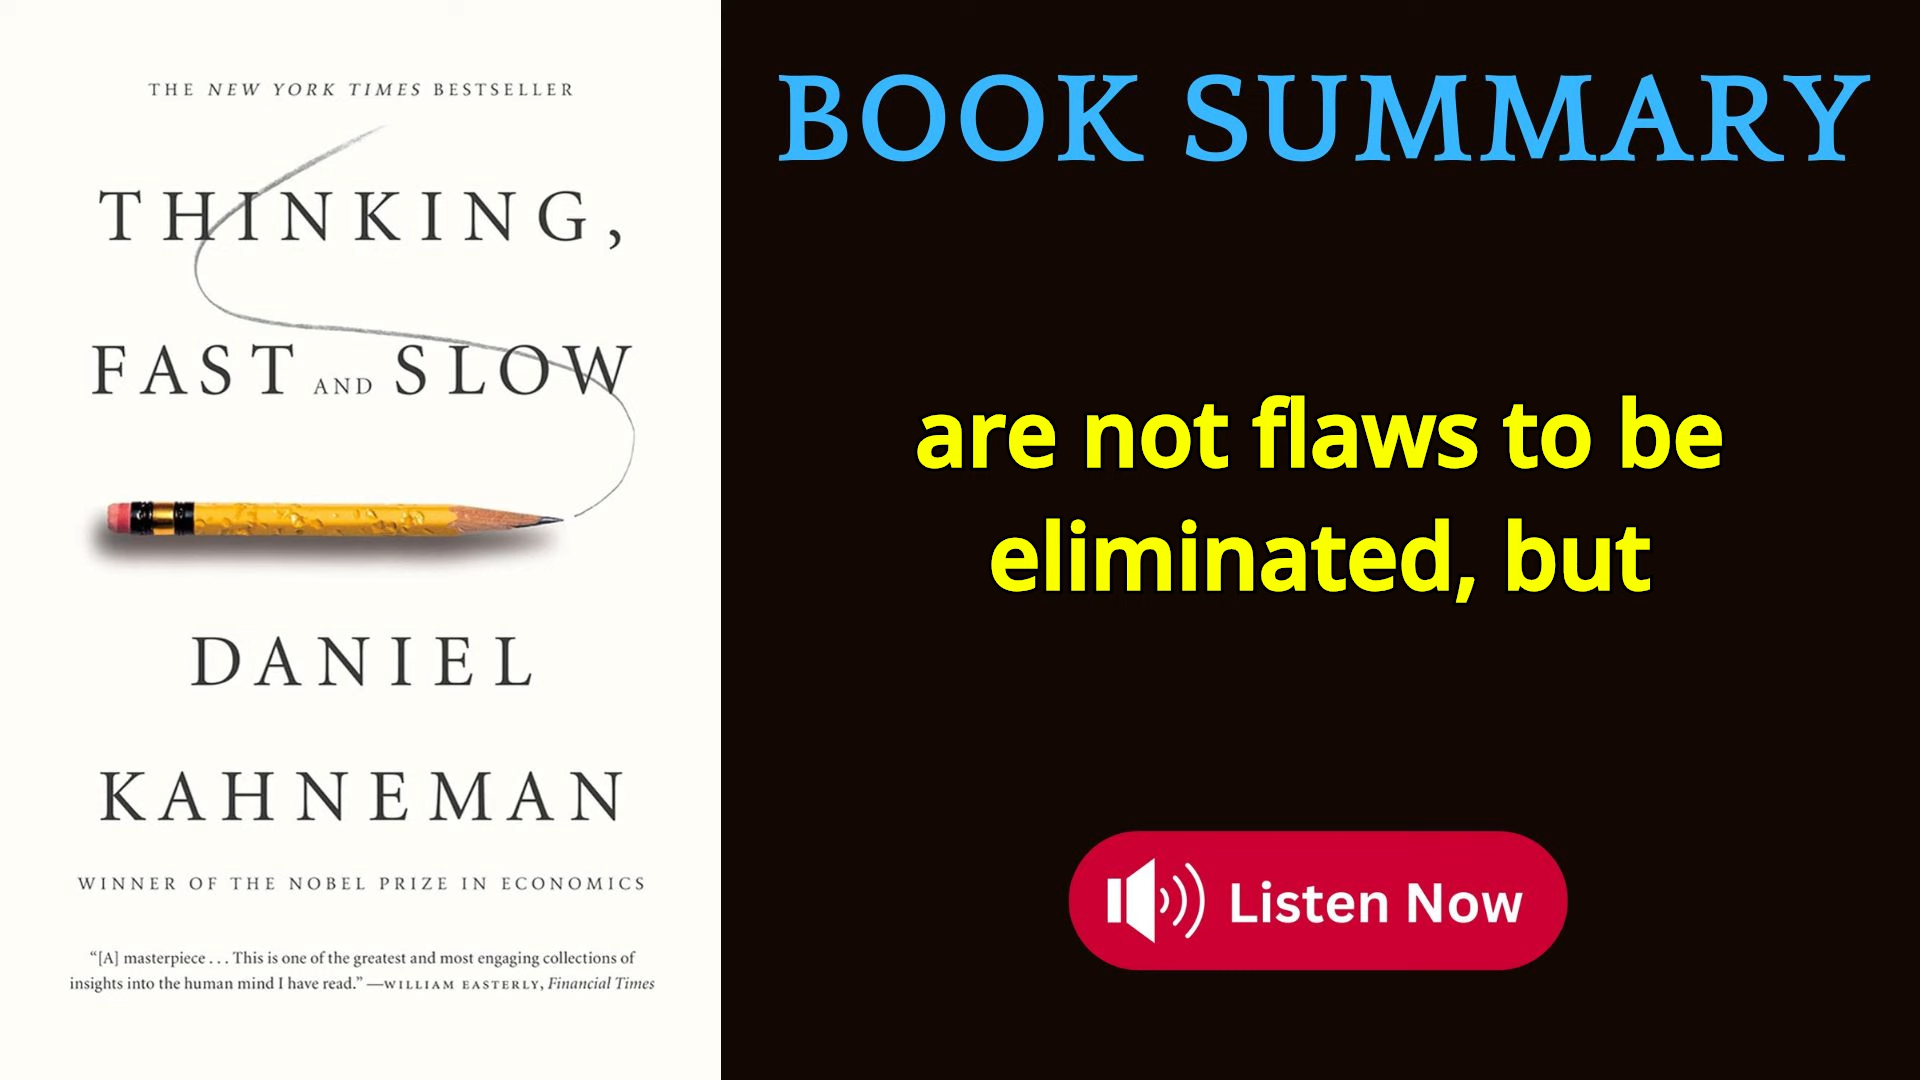 THE NEW YORK TIMES BESTSELLER
THINKING,
FAST AND SLOW
DANIEL
KAHNEMAN
WINNER OF THE NOBEL PRIZE IN ECONOMICS
“[A] masterpiece . . . This is one of the greatest and most engaging collections of
insights into the human mind I have read.” —WILLIAM EASTERLY, Financial Times
BOOK SUMMARY
are not flaws to be
eliminated, but
Listen Now